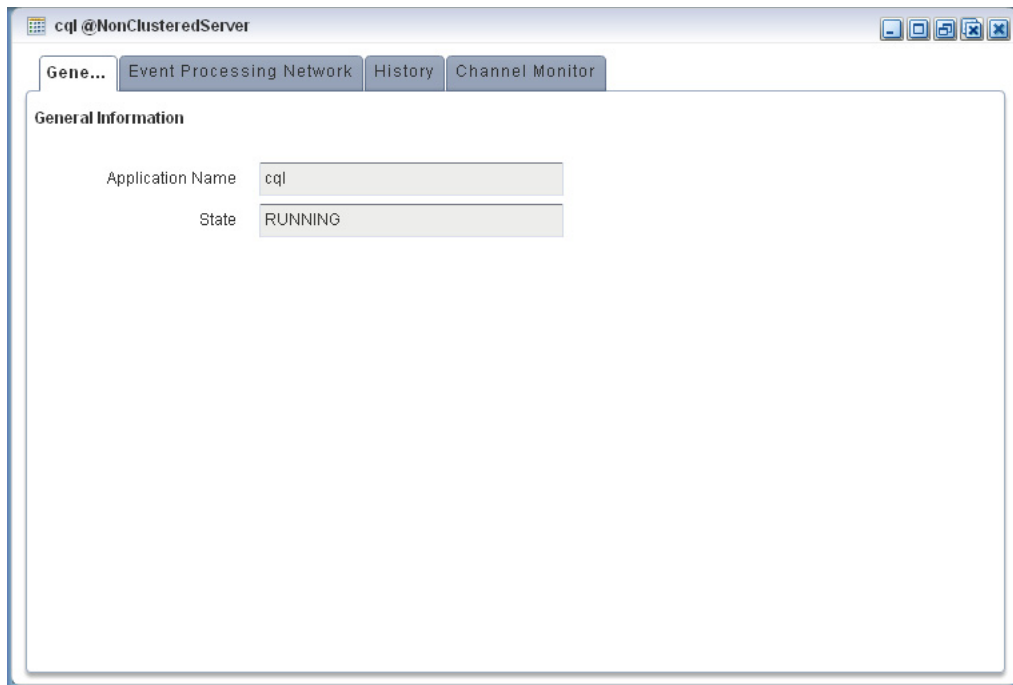 cql @NonClusteredServer
Gene... Event Processing Network History Channel Monitor
General Information
Application Name cql
State RUNNING